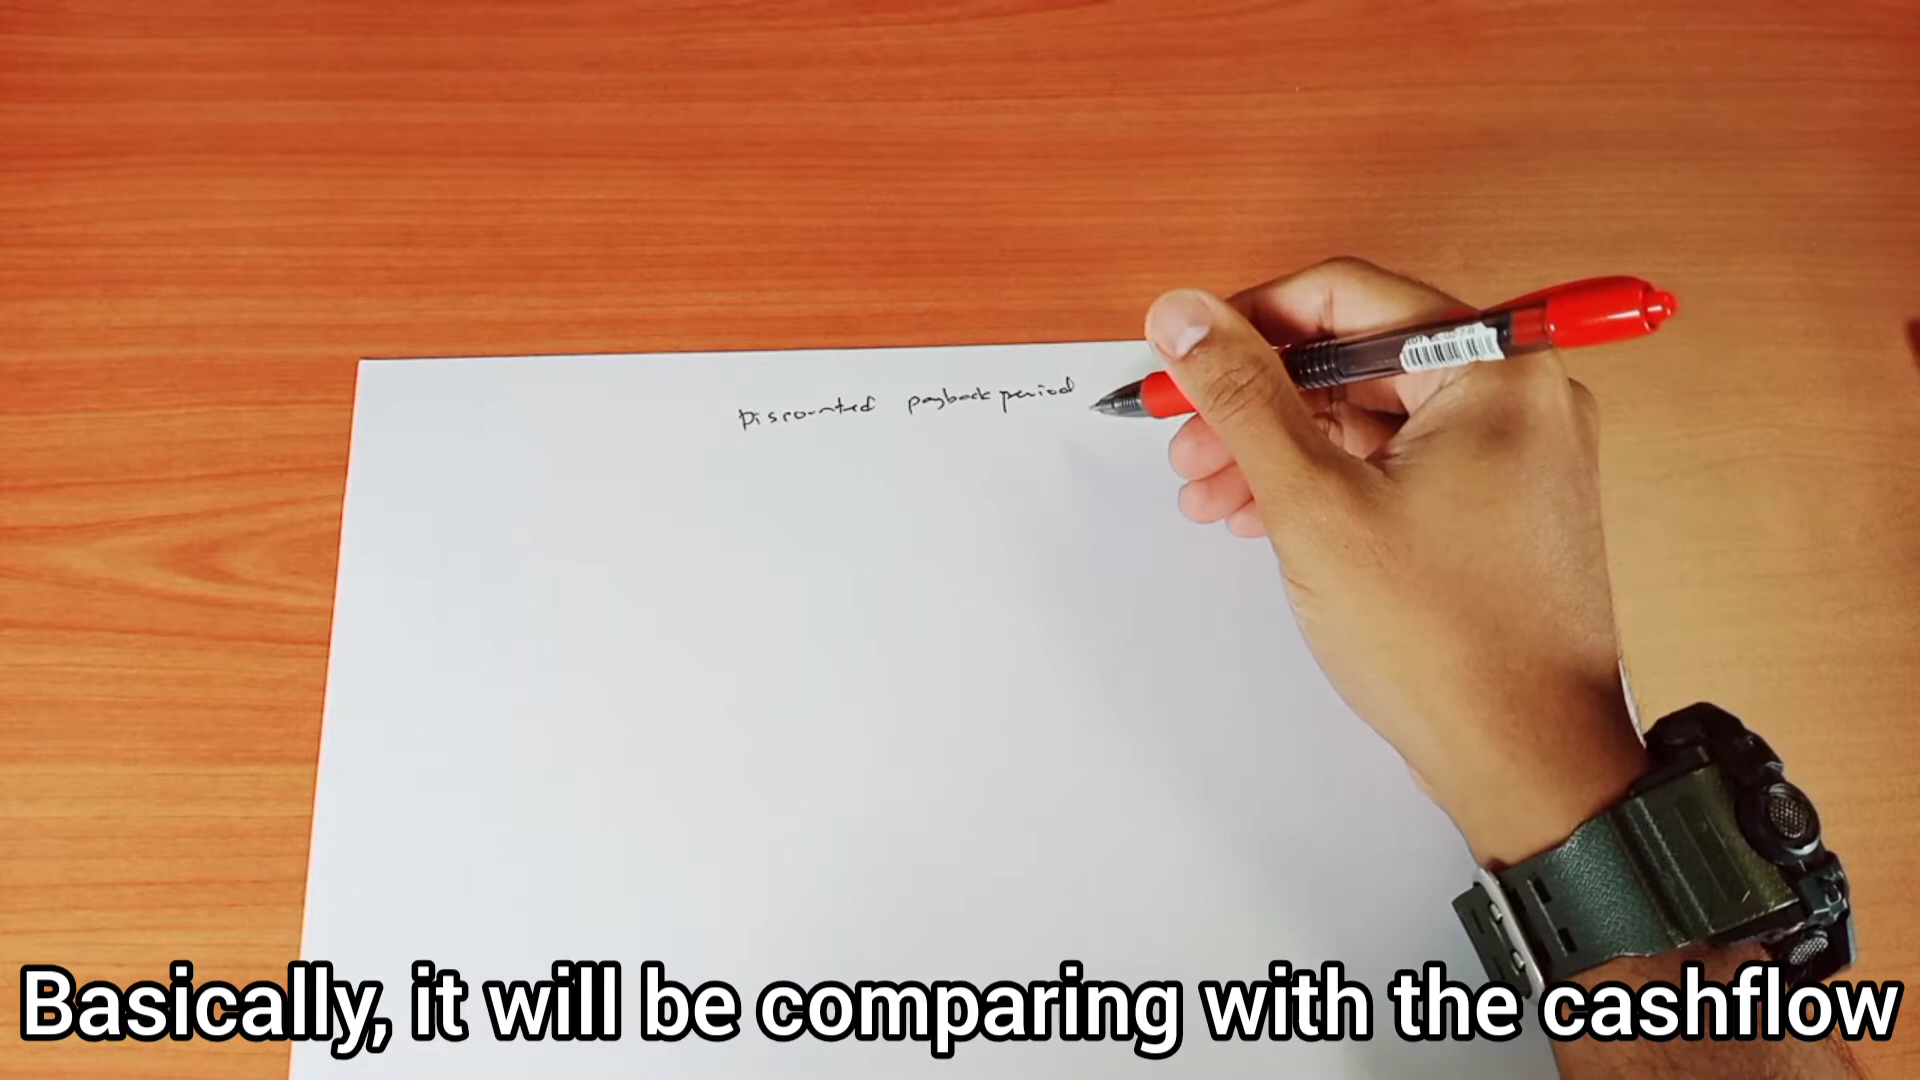 Discounted payback period
Basically, it will be comparing with the cashflow